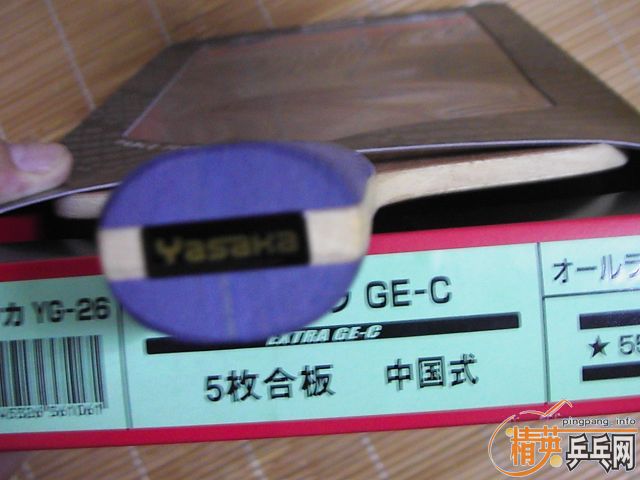 Yasaka
カ YG-26
GE-C
EXTRA GE-C
5枚合板 中国式
オールラ
★ 55
pingpang.info
精英乒乓网